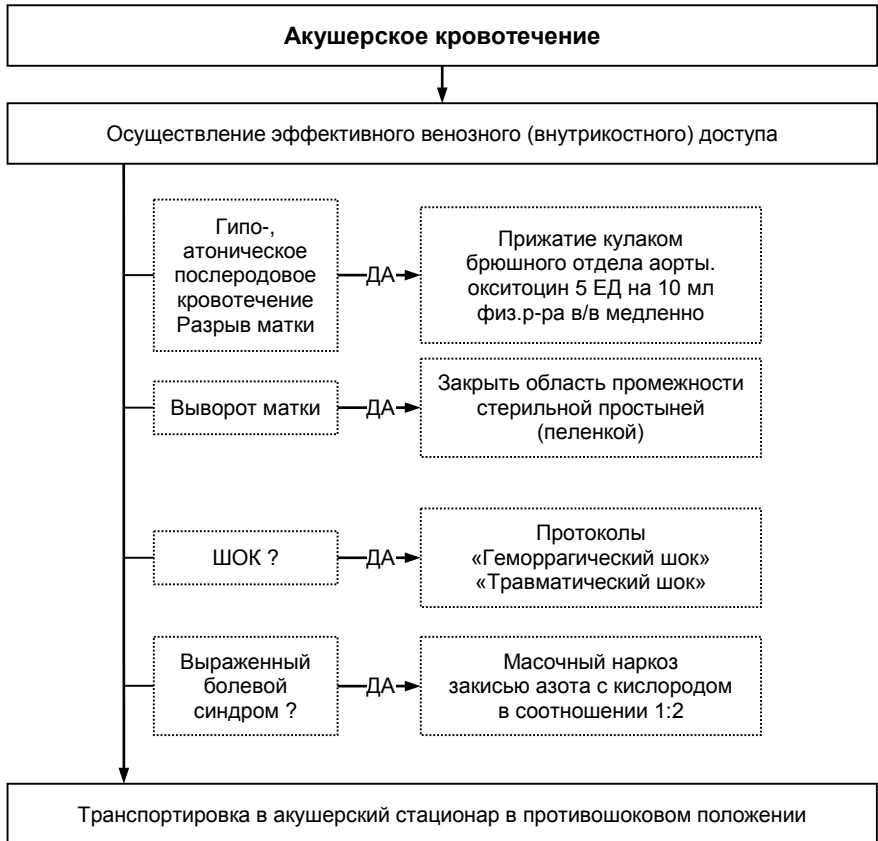 Акушерское кровотечение
Осуществление эффективного венозного (внутрикостного) доступа
Гипо-,
атоническое
послеродовое
кровотечение
Разрыв матки
ДА
Прижатие кулаком
брюшного отдела аорты.
окситоцин 5 ЕД на 10 мл
физ.р-ра в/в медленно
Выворот матки
ДА
Закрыть область промежности
стерильной простыней
(пеленкой)
ШОК ?
ДА
Протоколы
«Геморрагический шок»
«Травматический шок»
Выраженный
болевой
синдром ?
ДА
Масочный наркоз
закисью азота с кислородом
в соотношении 1:2
Транспортировка в акушерский стационар в противошоковом положении